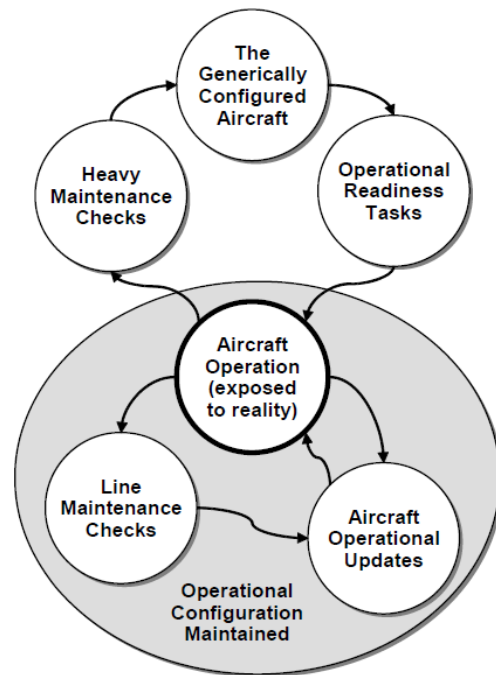 The
Generically
Configured
Aircraft
Heavy
Maintenance
Checks
Operational
Readiness
Tasks
Aircraft
Operation
(exposed
to reality)
Line
Maintenance
Checks
Aircraft
Operational
Updates
Operational
Configuration
Maintained